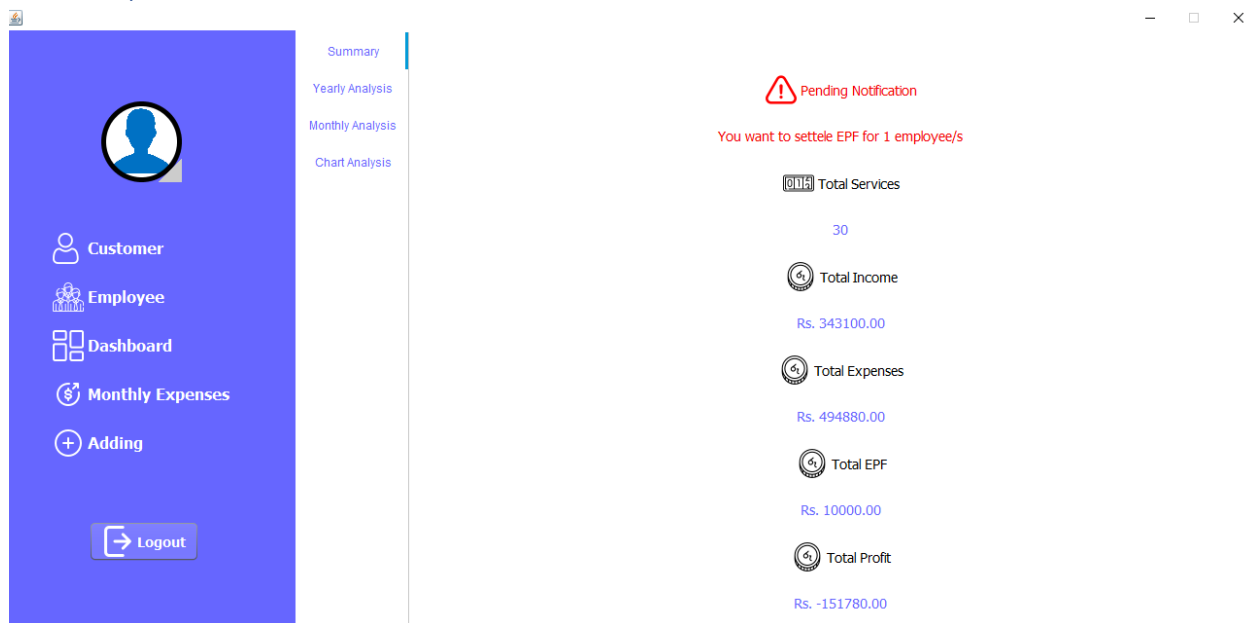 Summary
Yearly Analysis
Monthly Analysis
Chart Analysis
Customer
Employee
Dashboard
Monthly Expenses
Adding
Logout
Pending Notification
You want to settele EPF for 1 employee/s
Total Services
30
Total Income
Rs. 343100.00
Total Expenses
Rs. 494880.00
Total EPF
Rs. 10000.00
Total Profit
Rs. -151780.00